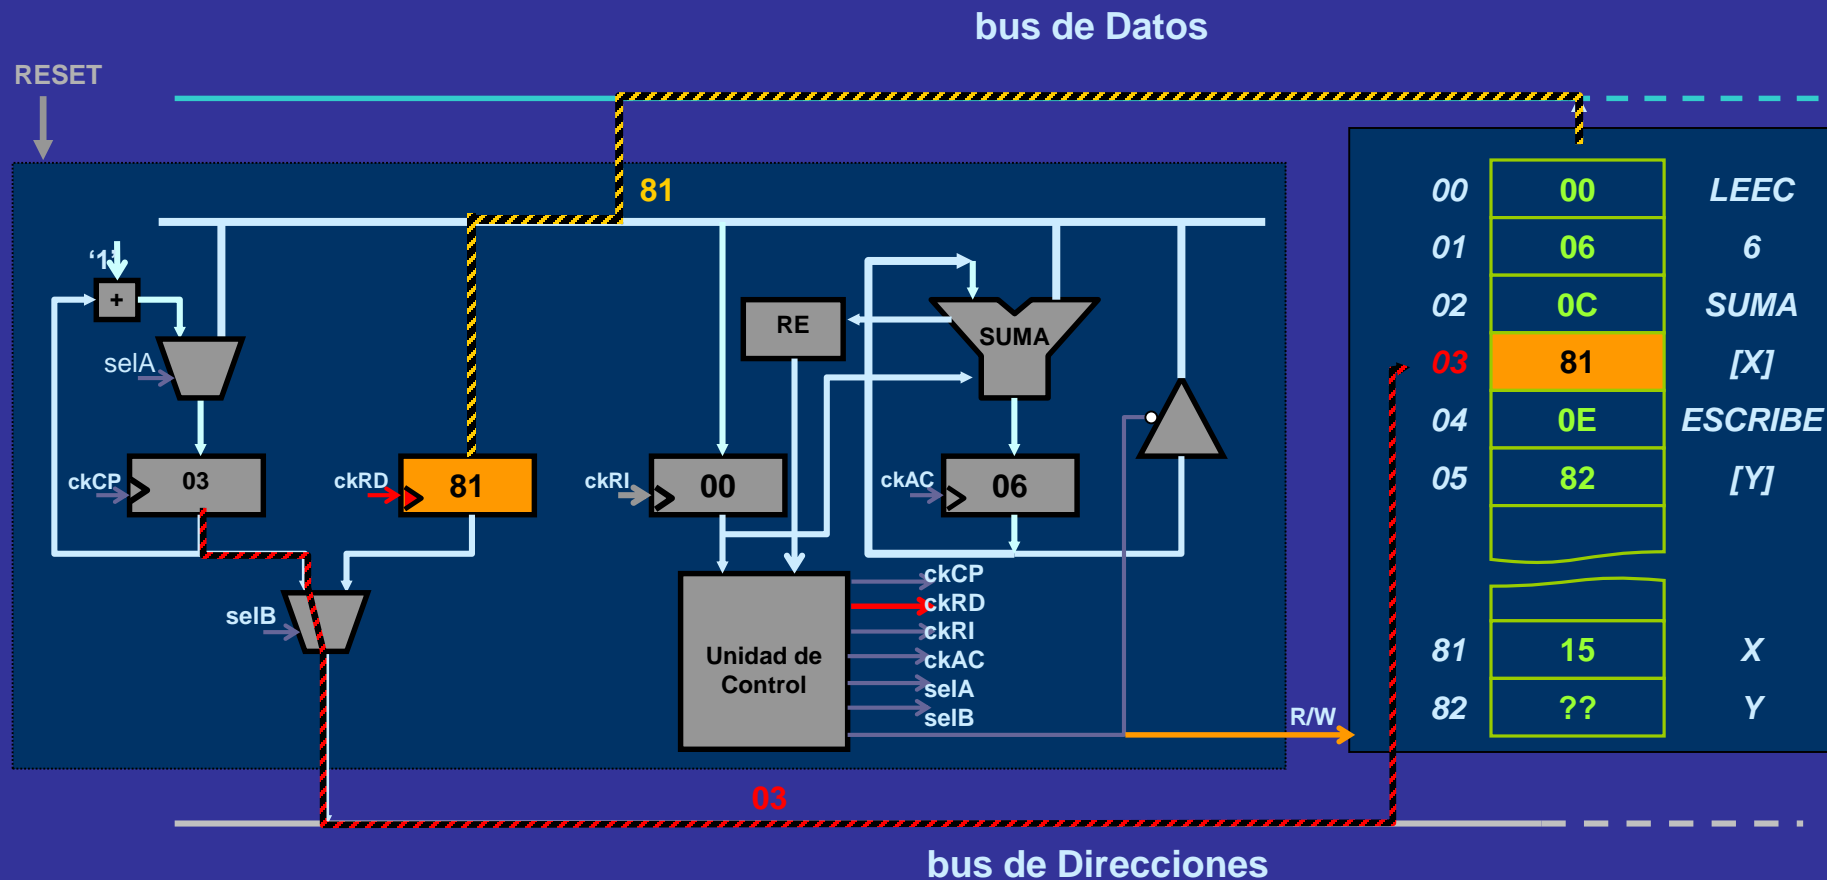 bus de Datos
RESET
81
00 00 LEEC
01 06 6
02 0C SUMA
03 81 [X]
04 0E ESCRIBE
05 82 [Y]
81 15 X
82 ?? Y
‘1’
+
selA
RE
SUMA
ckCP 03
ckRD 81
ckRI 00
ckAC 06
selB
Unidad de
Control
ckCP
ckRD
ckRI
ckAC
selA
selB
R/W
03
bus de Direcciones